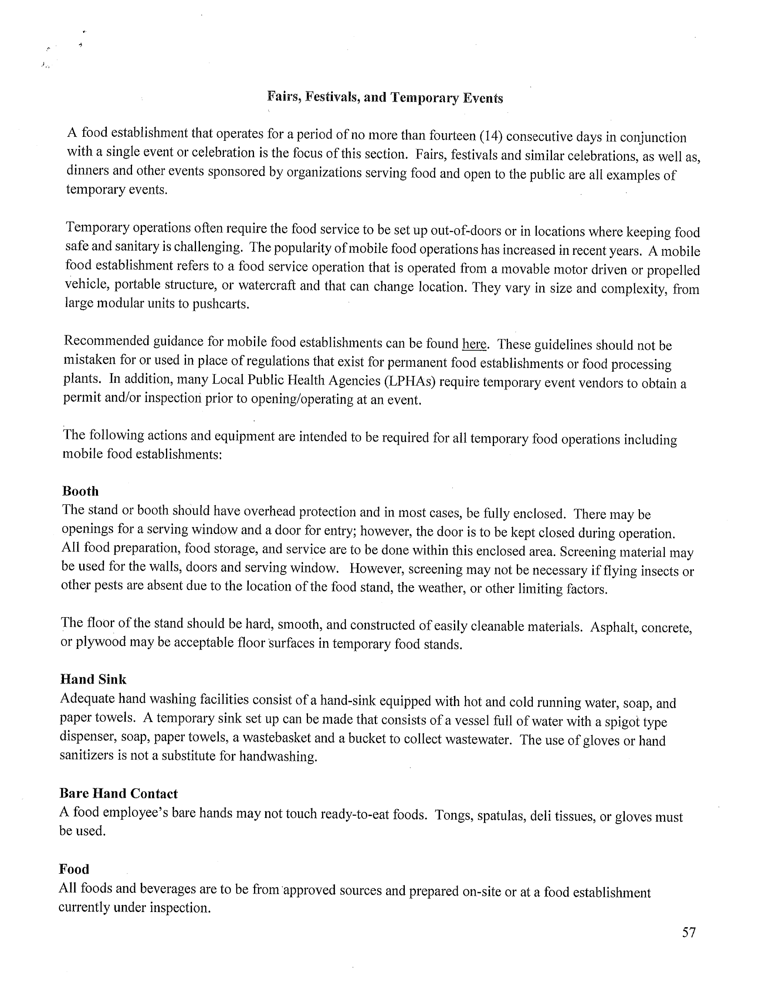 Fairs, Festivals, and Temporary Events
A food establishment that operates for a period of no more than fourteen (14) consecutive days in conjunction
with a single event or celebration is the focus of this section. Fairs, festivals and similar celebrations, as well as,
dinners and other events sponsored by organizations serving food and open to the public are all examples of
temporary events.
Temporary operations often require the food service to be set up out-of-doors or in locations where keeping food
safe and sanitary is challenging. The popularity of mobile food operations has increased in recent years. A mobile
food establishment refers to a food service operation that is operated from a movable motor driven or propelled
vehicle, portable structure, or watercraft and that can change location. They vary in size and complexity, from
large modular units to pushcarts.
Recommended guidance for mobile food establishments can be found here. These guidelines should not be
mistaken for or used in place of regulations that exist for permanent food establishments or food processing
plants. In addition, many Local Public Health Agencies (LPHAs) require temporary event vendors to obtain a
permit and/or inspection prior to opening/operating at an event.
The following actions and equipment are intended to be required for all temporary food operations including
mobile food establishments:
Booth
The stand or booth should have overhead protection and in most cases, be fully enclosed. There may be
openings for a serving window and a door for entry; however, the door is to be kept closed during operation.
All food preparation, food storage, and service are to be done within this enclosed area. Screening material may
be used for the walls, doors and serving window. However, screening may not be necessary if flying insects or
other pests are absent due to the location of the food stand, the weather, or other limiting factors.
The floor of the stand should be hard, smooth, and constructed of easily cleanable materials. Asphalt, concrete,
or plywood may be acceptable floor surfaces in temporary food stands.
Hand Sink
Adequate hand washing facilities consist of a hand-sink equipped with hot and cold running water, soap, and
paper towels. A temporary sink set up can be made that consists of a vessel full of water with a spigot type
dispenser, soap, paper towels, a wastebasket and a bucket to collect wastewater. The use of gloves or hand
sanitizers is not a substitute for handwashing.
Bare Hand Contact
A food employee's bare hands may not touch ready-to-eat foods. Tongs, spatulas, deli tissues, or gloves must
be used.
Food
All foods and beverages are to be from approved sources and prepared on-site or at a food establishment
currently under inspection.
57